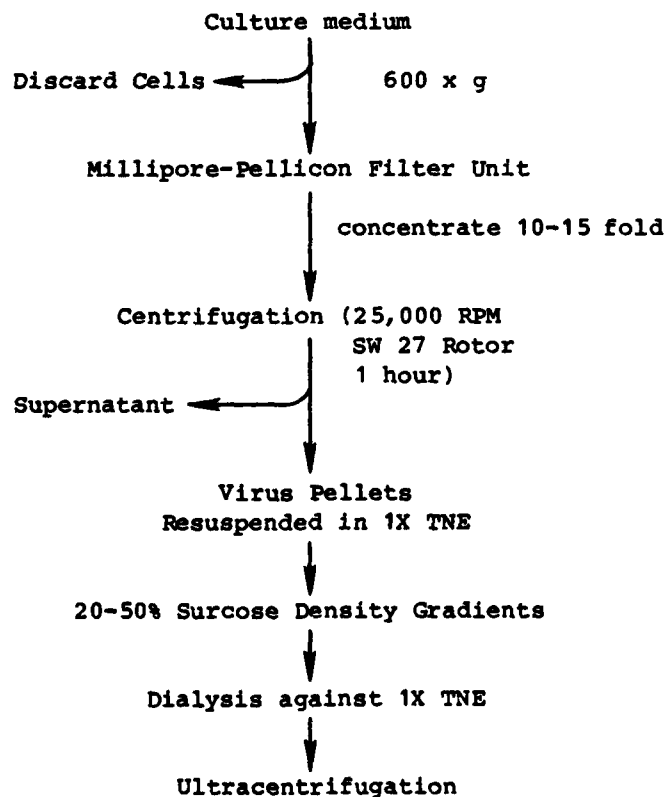 Culture medium
Discard Cells
600 x g
Millipore-Pellicon Filter Unit
concentrate 10-15 fold
Centrifugation (25,000 RPM
SW 27 Rotor
1 hour)
Supernatant
Virus Pellets
Resuspended in 1X TNE
20-50% Surcose Density Gradients
Dialysis against 1X TNE
Ultracentrifugation